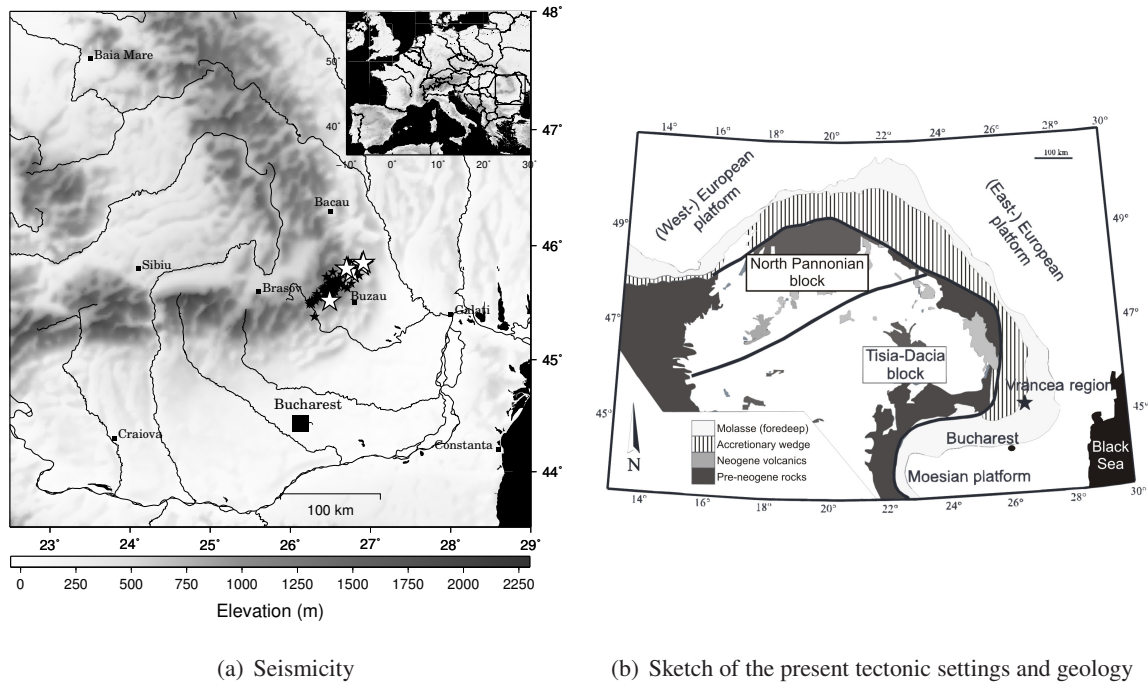 48˚
47˚
46˚
45˚
44˚
23˚
24˚
25˚
26˚
27˚
28˚
29˚
50˚
40˚
−10˚
0˚
10˚
20˚
30˚
Baia Mare
Bacau
Sibiu
Brasov
Buzau
Galati
Bucharest
Craiova
Constanta
100 km
0
250
500
750
1000
1250
1500
1750
2000
2250
Elevation (m)
(a) Seismicity
14°
16°
18°
20°
22°
24°
26°
28°
30°
100 km
(West-) European
platform
(East-) European
platform
49°
49°
47°
47°
45°
45°
North Pannonian
block
Tisia-Dacia
block
Vrancea region
Bucharest
Moesian platform
Black
Sea
N
Molasse (foredeep)
Accretionary wedge
Neogene volcanics
Pre-neogene rocks
14°
16°
18°
20°
22°
24°
26°
28°
30°
(b) Sketch of the present tectonic settings and geology